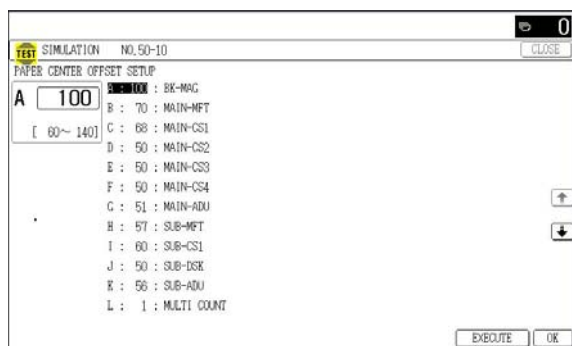 0
TEST SIMULATION NO.50-10 CLOSE
PAPER CENTER OFFSET SETUP
A 100
[ 60~ 140]
A : 100 : BK-MAG
B : 70 : MAIN-MFT
C : 68 : MAIN-CS1
D : 50 : MAIN-CS2
E : 50 : MAIN-CS3
F : 50 : MAIN-CS4
G : 51 : MAIN-ADU
H : 57 : SUB-MFT
I : 60 : SUB-CS1
J : 50 : SUB-DSK
K : 56 : SUB-ADU
L : 1 : MULTI COUNT
EXECUTE OK